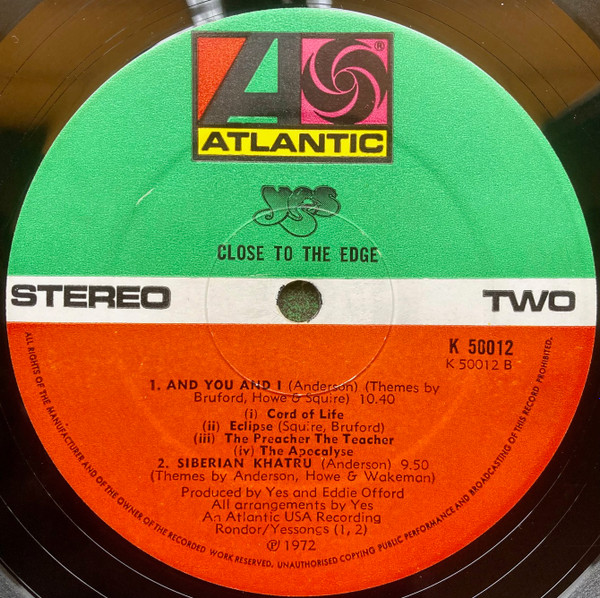 ®
ATLANTIC
yes
CLOSE TO THE EDGE
STEREO
TWO
K 50012
K 50012 B
1. AND YOU AND I (Anderson) (Themes by
Bruford, Howe & Squire) 10.40
(i) Cord of Life
(ii) Eclipse (Squire, Bruford)
(iii) The Preacher The Teacher
(iv) The Apocalyse
2. SIBERIAN KHATRU (Anderson) 9.50
(Themes by Anderson, Howe & Wakeman)
Produced by Yes and Eddie Offord
All arrangements by Yes
An Atlantic USA Recording
Rondor/Yessongs (1, 2)
℗ 1972
ALL RIGHTS OF THE MANUFACTURER AND OF THE OWNER OF THE RECORDED WORK RESERVED. UNAUTHORISED COPYING PUBLIC PERFORMANCE AND BROADCASTING OF THIS RECORD PROHIBITED.